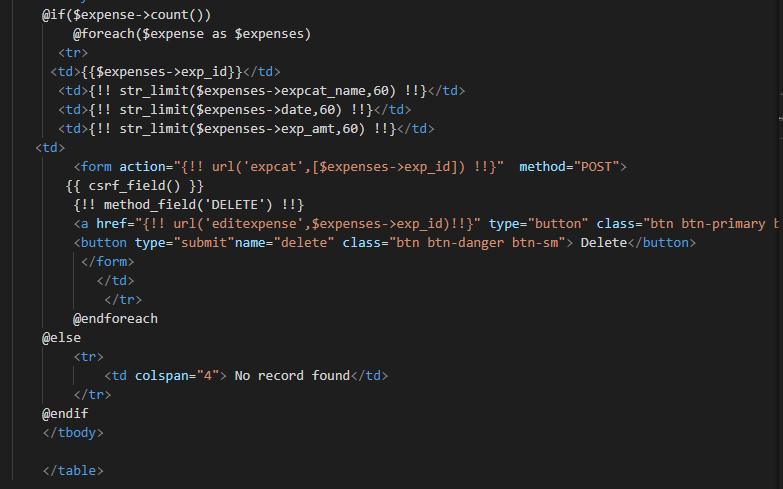 @if($expense->count())
@foreach($expense as $expenses)
<tr>
<td>{{$expenses->exp_id}}</td>
<td>{!! str_limit($expenses->expcat_name,60) !!}</td>
<td>{!! str_limit($expenses->date,60) !!}</td>
<td>{!! str_limit($expenses->exp_amt,60) !!}</td>
<td>
<form action="{!! url('expcat',[$expenses->exp_id]) !!}"  method="POST">
{{ csrf_field() }}
{!! method_field('DELETE') !!}
<a href="{!! url('editexpense',$expenses->exp_id)!!}" type="button" class="btn btn-primary b
<button type="submit"name="delete" class="btn btn-danger btn-sm"> Delete</button>
</form>
</td>
</tr>
@endforeach
@else
<tr>
<td colspan="4"> No record found</td>
</tr>
@endif
</tbody>
</table>